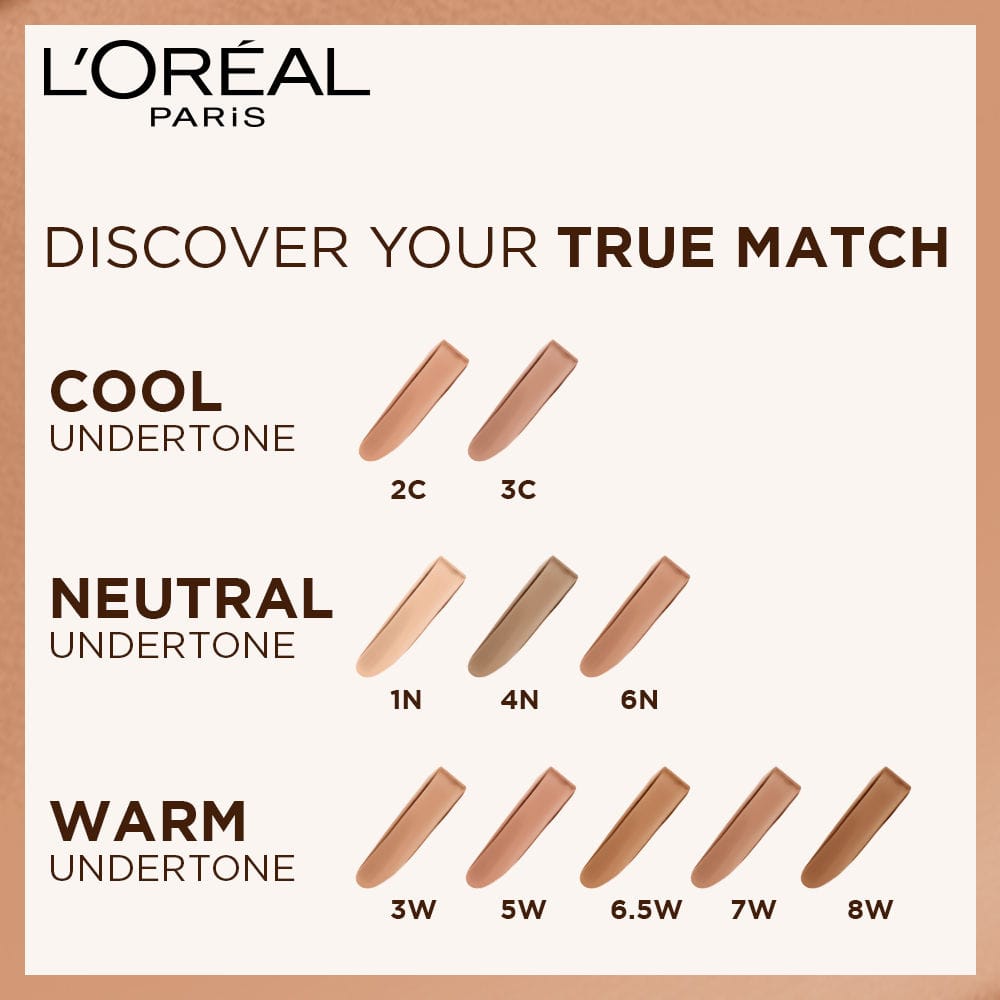 L'ORÉAL
PARiS
DISCOVER YOUR TRUE MATCH
COOL
UNDERTONE
2C 3C
NEUTRAL
UNDERTONE
1N 4N 6N
WARM
UNDERTONE
3W 5W 6.5W 7W 8W